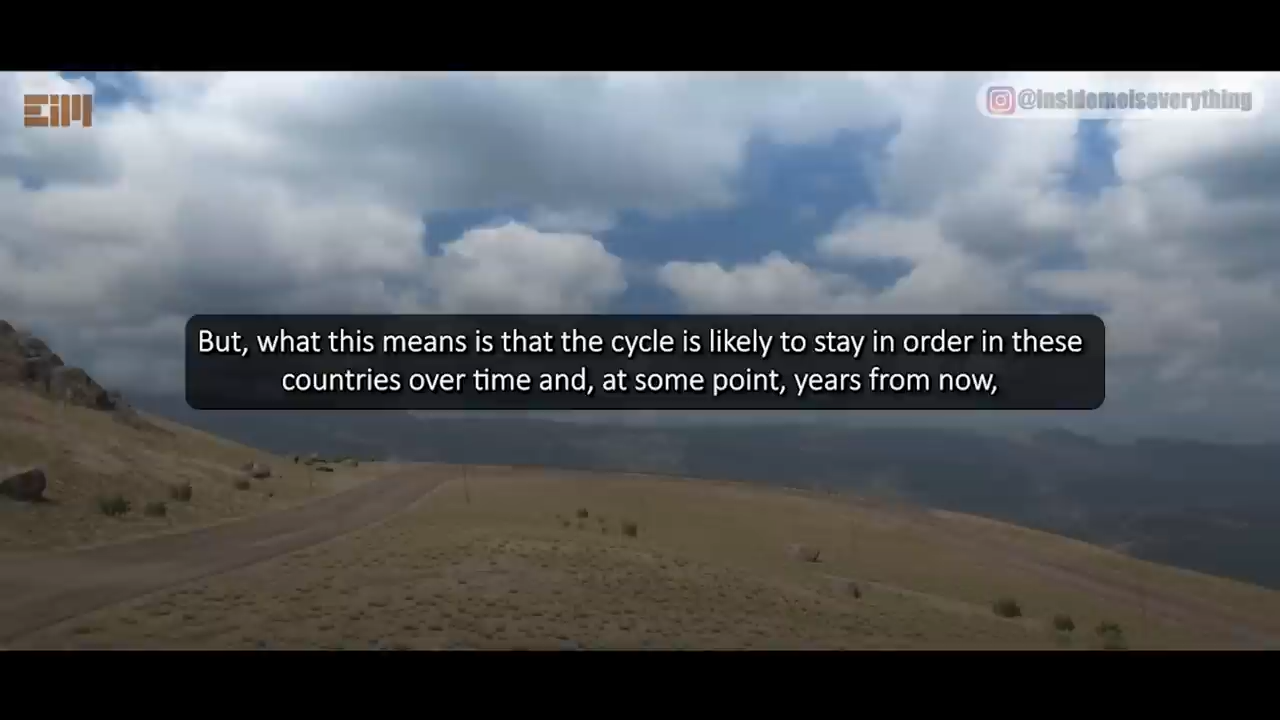 EiM
@insidemeiseverything
But, what this means is that the cycle is likely to stay in order in these
countries over time and, at some point, years from now,